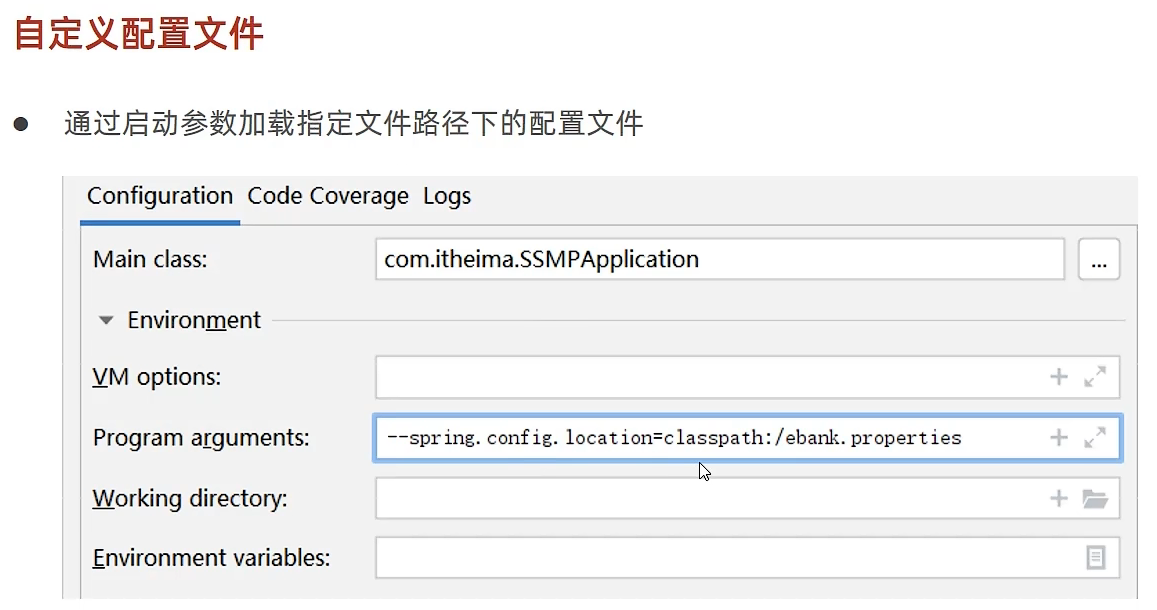 自定义配置文件
● 通过启动参数加载指定文件路径下的配置文件
Configuration Code Coverage Logs
Main class: com.itheima.SSMPApplication ...
Environment
VM options:
Program arguments: --spring.config.location=classpath:/ebank.properties
Working directory:
Environment variables: